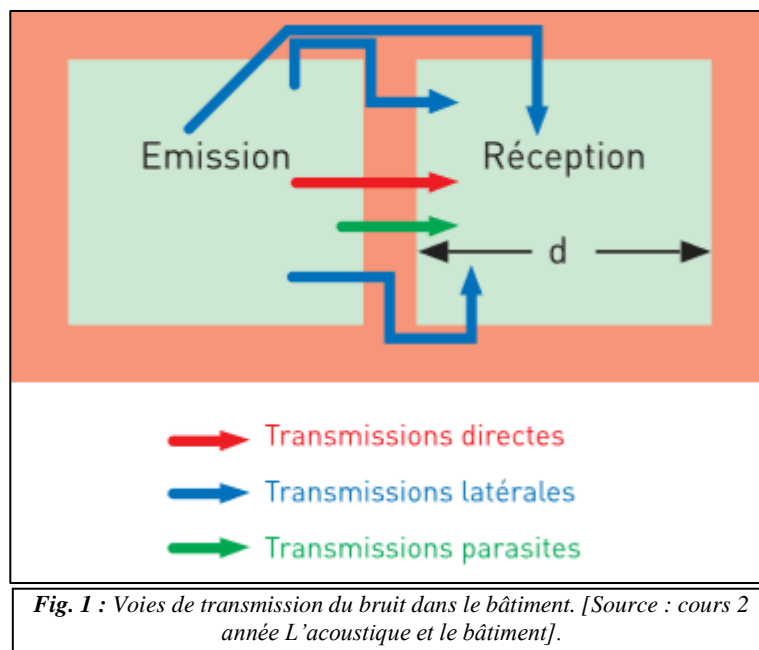 Emission
Réception
d
Transmissions directes
Transmissions latérales
Transmissions parasites
Fig. 1 : Voies de transmission du bruit dans le bâtiment. [Source : cours 2
année L’acoustique et le bâtiment].